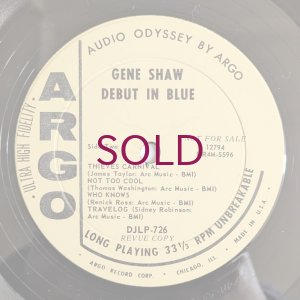 AUDIO ODYSSEY BY ARGO
GENE SHAW
DEBUT IN BLUE
ULTRA HIGH FIDELITY
ARGO
SOLD
FOR SALE
Side Two
12794
THIEVES CARNIVAL
(James Taylor: Arc Music - BMI)
NOT TOO COOL
(Thomas Washington: Arc Music - BMI)
WHO KNOWS
(Renick Ross: Arc Music - BMI)
TRAVELOG (Sidney Robinson:
Arc Music - BMI)
DJLP-726
REVUE COPY
LONG PLAYING 33⅓ RPM UNBREAKABLE
ARGO RECORD CORP. CHICAGO, ILL. MADE IN U.S.A.